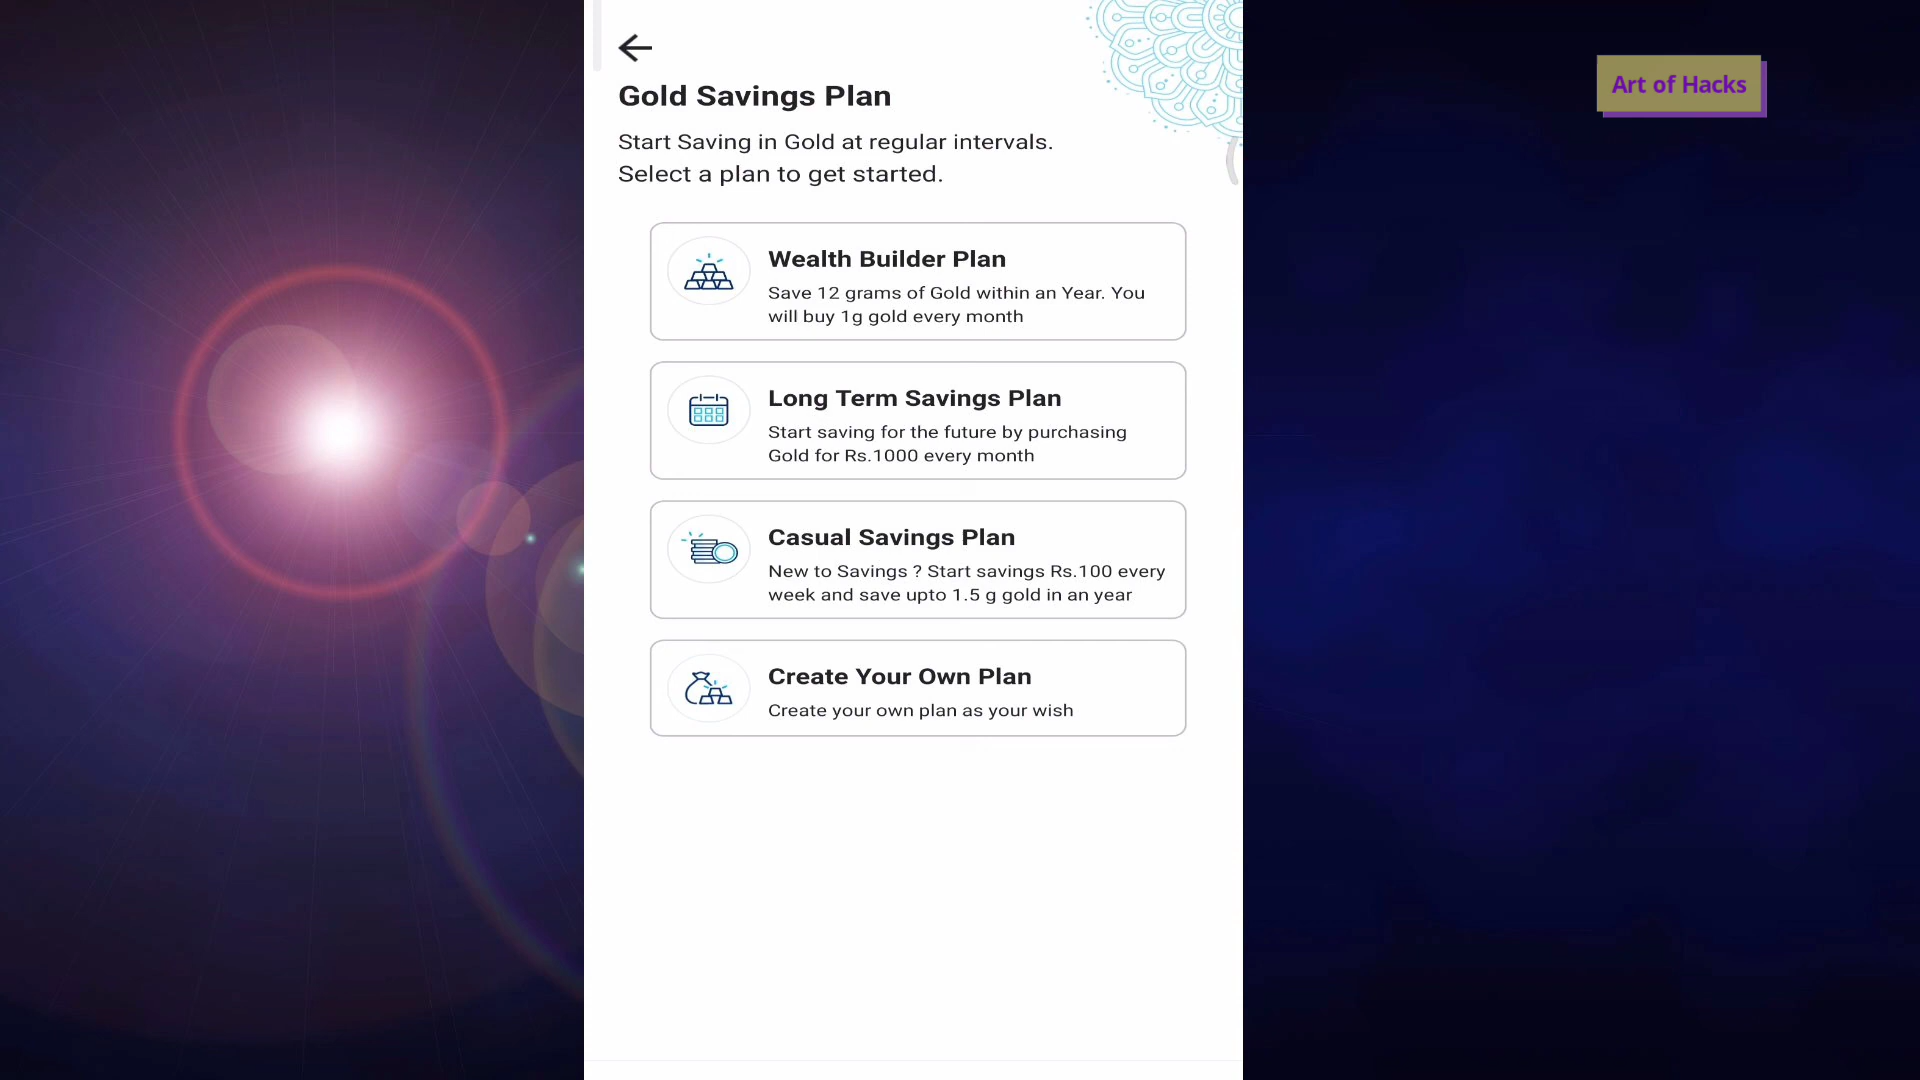 Art of Hacks
Gold Savings Plan
Start Saving in Gold at regular intervals.
Select a plan to get started.
Wealth Builder Plan
Save 12 grams of Gold within an Year. You
will buy 1g gold every month
Long Term Savings Plan
Start saving for the future by purchasing
Gold for Rs.1000 every month
Casual Savings Plan
New to Savings ? Start savings Rs.100 every
week and save upto 1.5 g gold in an year
Create Your Own Plan
Create your own plan as your wish